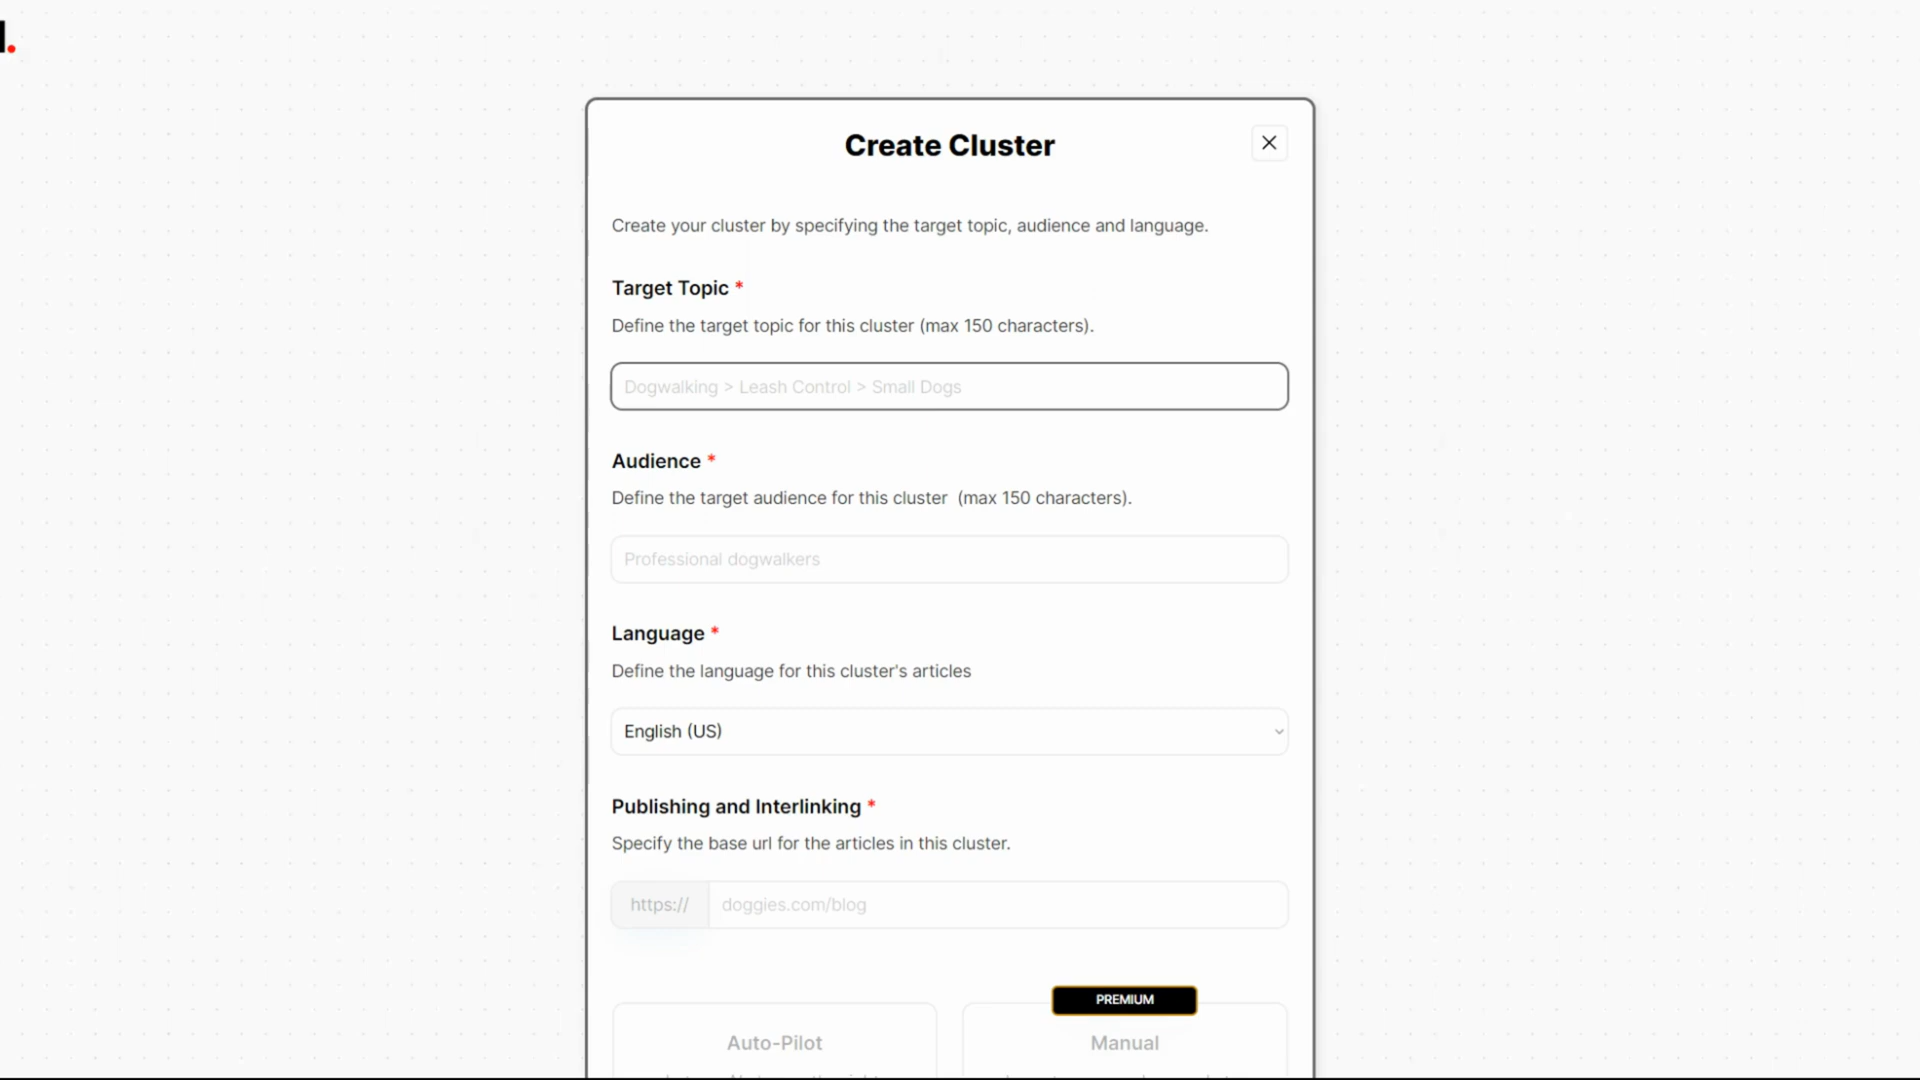 Create Cluster
Create your cluster by specifying the target topic, audience and language.
Target Topic *
Define the target topic for this cluster (max 150 characters).
Dogwalking > Leash Control > Small Dogs
Audience *
Define the target audience for this cluster (max 150 characters).
Professional dogwalkers
Language *
Define the language for this cluster's articles
English (US)
Publishing and Interlinking *
Specify the base url for the articles in this cluster.
https:// doggies.com/blog
PREMIUM
Auto-Pilot Manual